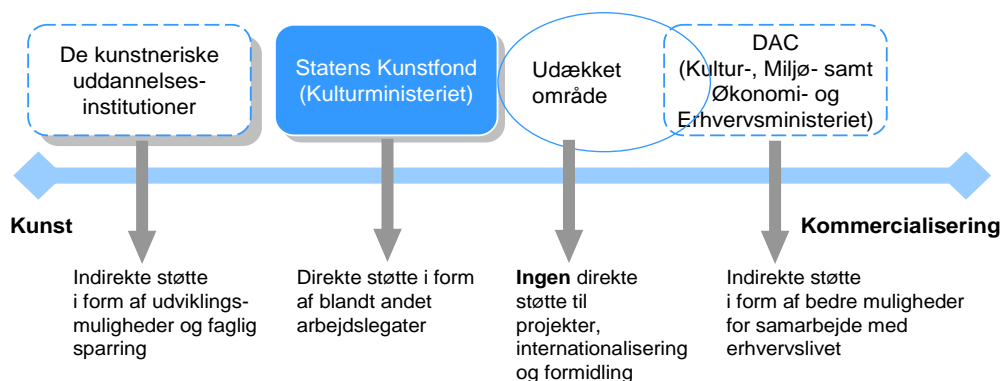 De kunstneriske
uddannelses-
institutioner
Statens Kunstfond
(Kulturministeriet)
Udækket
område
DAC
(Kultur-, Miljø- samt
Økonomi- og
Erhvervsministeriet)
Kunst
Kommercialisering
Indirekte støtte
i form af udviklings-
muligheder og faglig
sparring
Direkte støtte i form
af blandt andet
arbejdslegater
Ingen direkte
støtte til
projekter,
internationalisering
og formidling
Indirekte støtte
i form af bedre muligheder
for samarbejde med
erhvervslivet